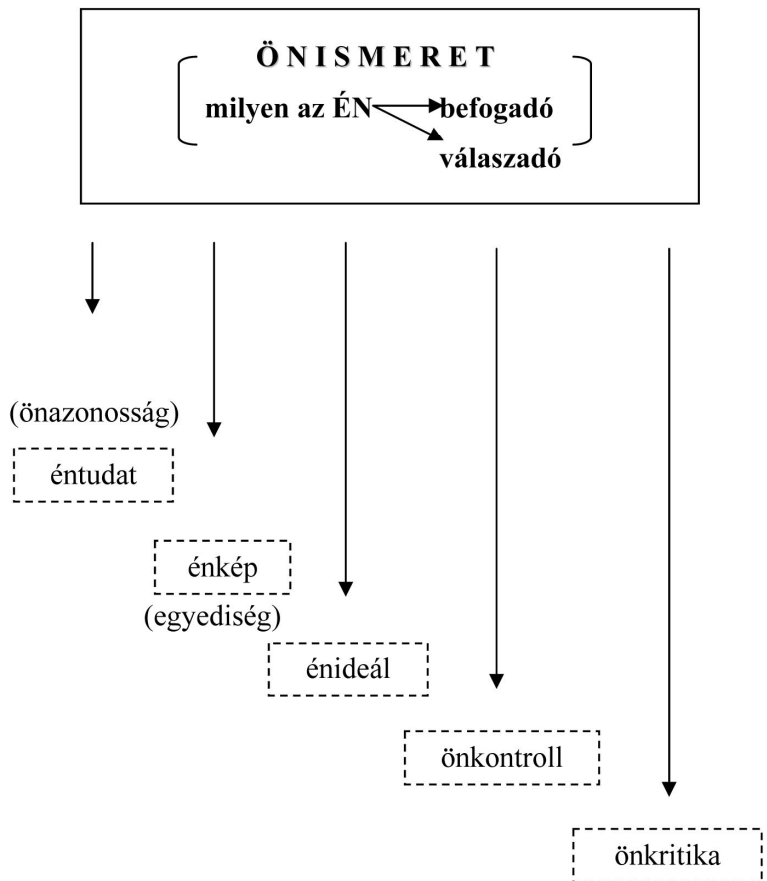 ÖNISMERET
milyen az ÉN befogadó
válaszadó
(önazonosság)
éntudat
énkép
(egyediség)
énideál
önkontroll
önkritika